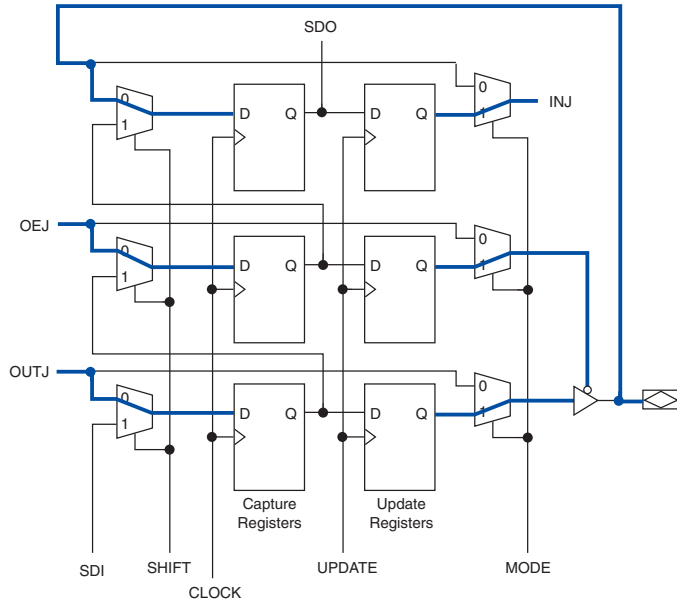 SDO
0
1
D Q
D Q
0
1
INJ
OEJ
0
1
D Q
D Q
0
1
OUTJ
0
1
D Q
D Q
0
1
Capture
Registers
Update
Registers
SDI
SHIFT
CLOCK
UPDATE
MODE